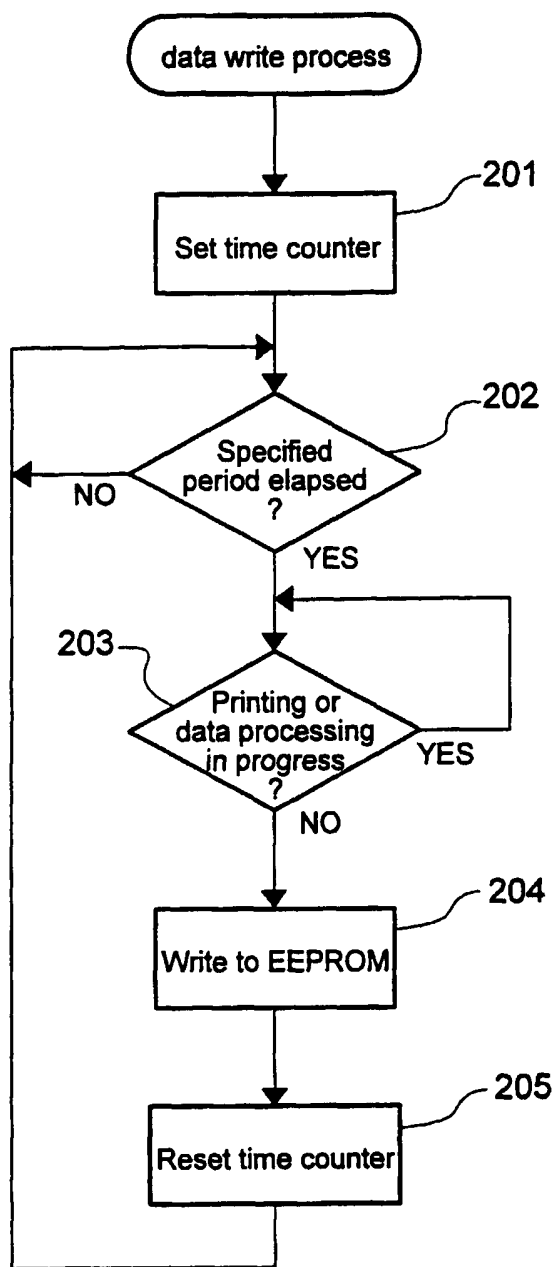 data write process
201
Set time counter
202
Specified
period elapsed
?
NO
YES
203
Printing or
data processing
in progress
?
YES
NO
204
Write to EEPROM
205
Reset time counter